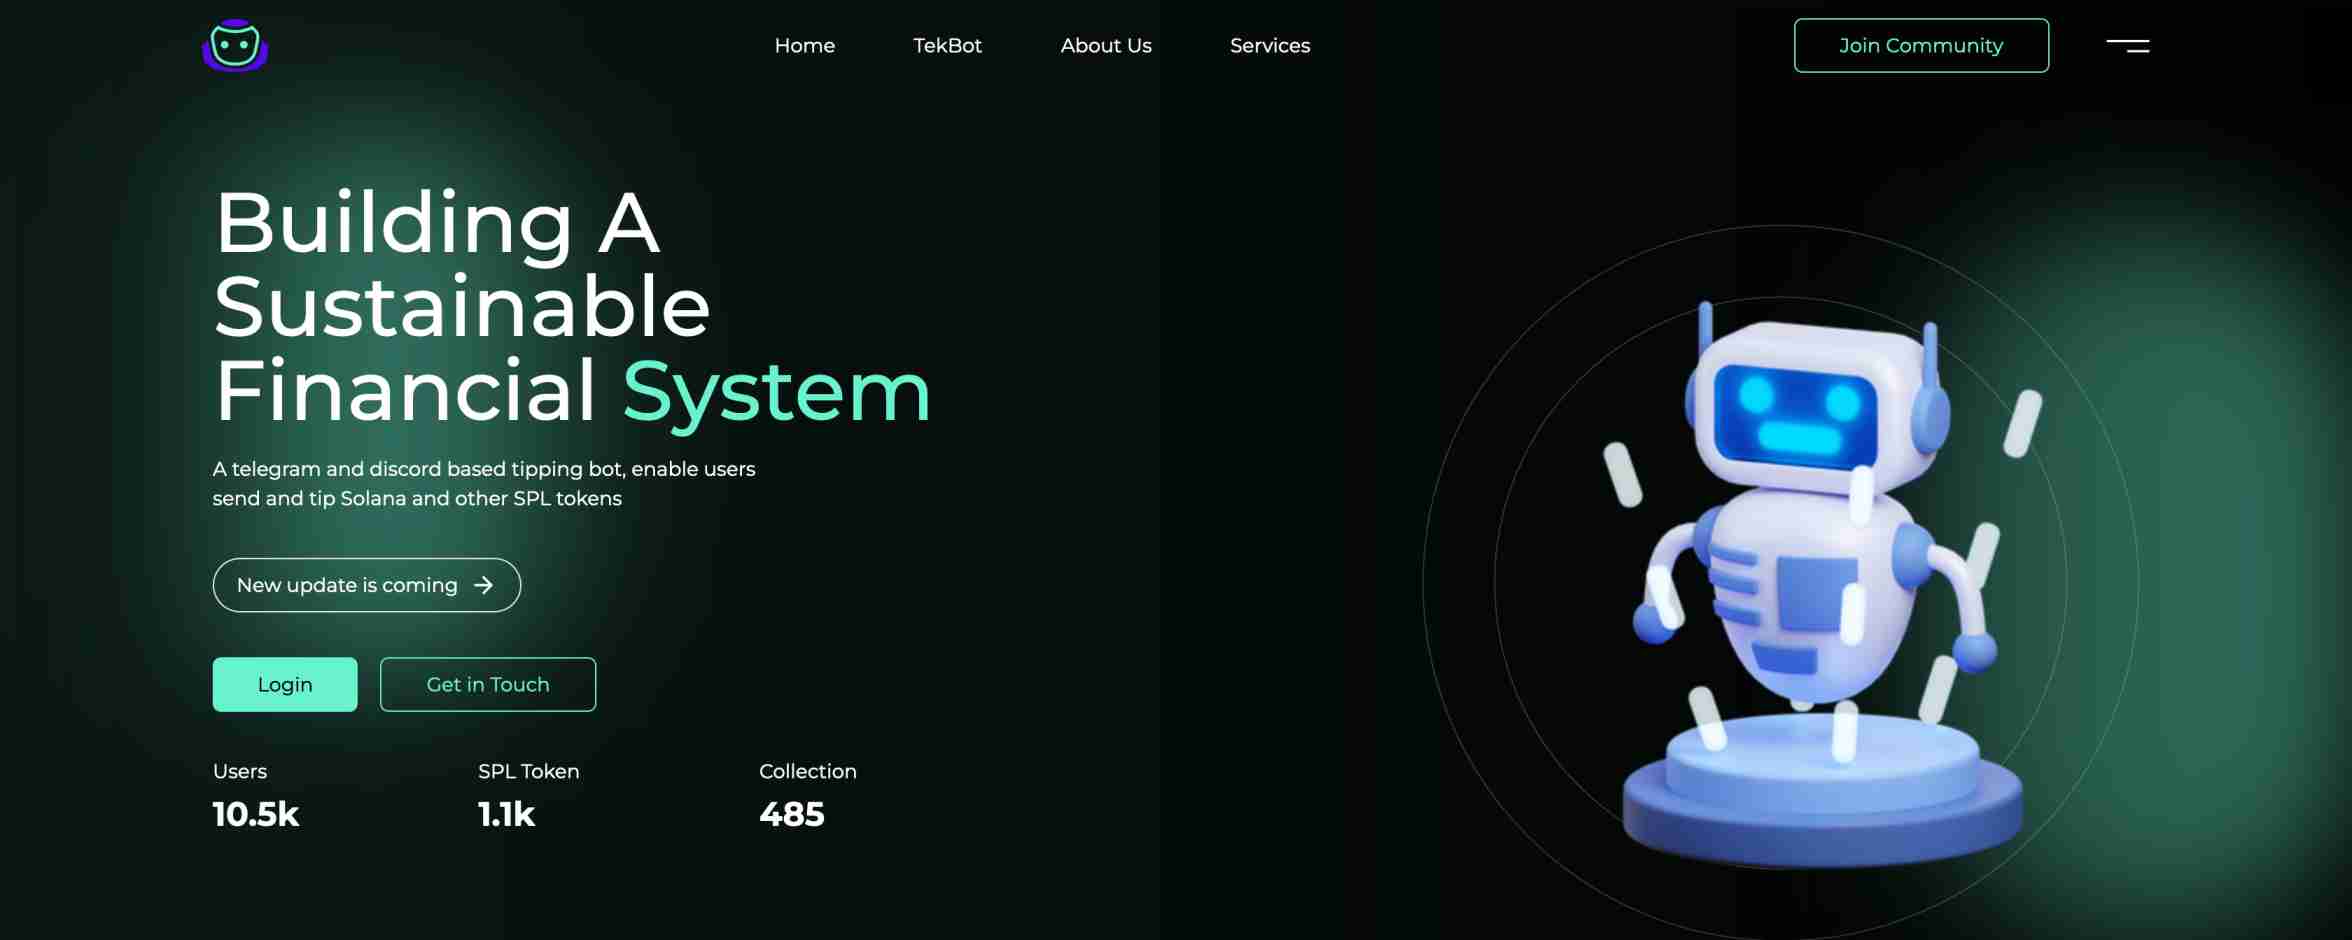 Home
TekBot
About Us
Services
Join Community
Building A
Sustainable
Financial System
A telegram and discord based tipping bot, enable users
send and tip Solana and other SPL tokens
New update is coming →
Login
Get in Touch
Users
10.5k
SPL Token
1.1k
Collection
485